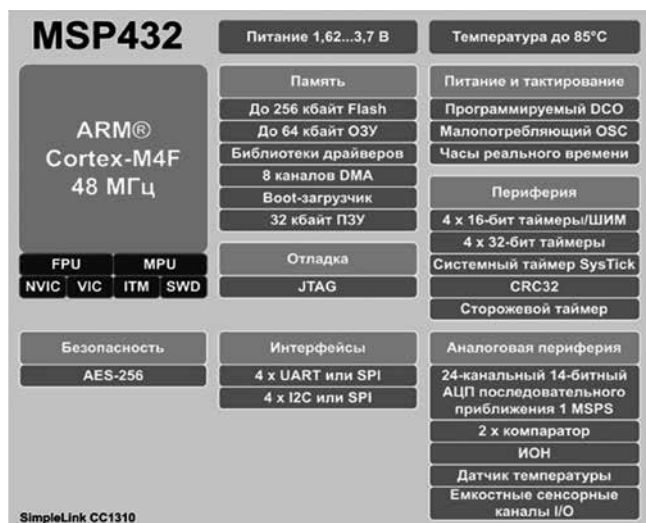 MSP432
Питание 1,62...3,7 В
Температура до 85°C
ARM®
Cortex-M4F
48 МГц
FPU
MPU
NVIC
VIC
ITM
SWD
Память
До 256 кбайт Flash
До 64 кбайт ОЗУ
Библиотеки драйверов
8 каналов DMA
Boot-загрузчик
32 кбайт ПЗУ
Отладка
JTAG
Питание и тактирование
Программируемый DCO
Малопотребляющий OSC
Часы реального времени
Периферия
4 x 16-бит таймеры/ШИМ
4 x 32-бит таймеры
Системный таймер SysTick
CRC32
Сторожевой таймер
Безопасность
AES-256
Интерфейсы
4 x UART или SPI
4 x I2C или SPI
Аналоговая периферия
24-канальный 14-битный
АЦП последовательного
приближения 1 MSPS
2 x компаратор
ИОН
Датчик температуры
Емкостные сенсорные
каналы I/O
SimpleLink CC1310